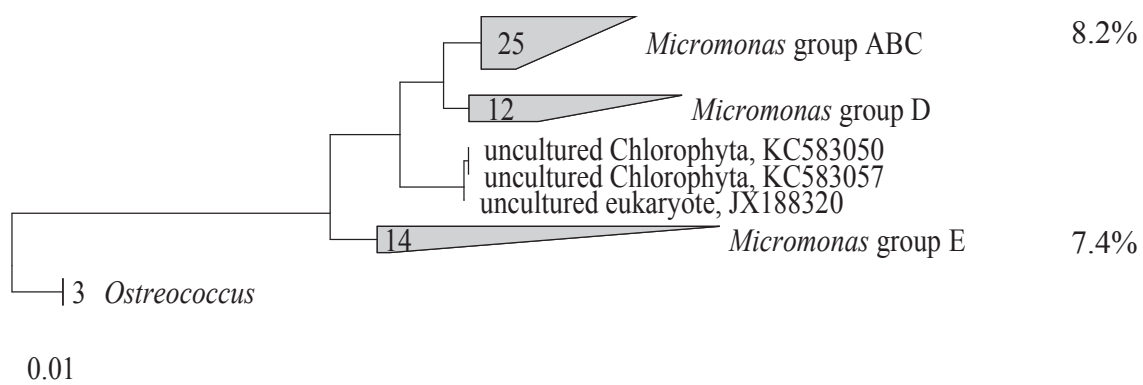 25 Micromonas group ABC 8.2%
12 Micromonas group D
uncultured Chlorophyta, KC583050
uncultured Chlorophyta, KC583057
uncultured eukaryote, JX188320
14 Micromonas group E 7.4%
3 Ostreococcus
0.01